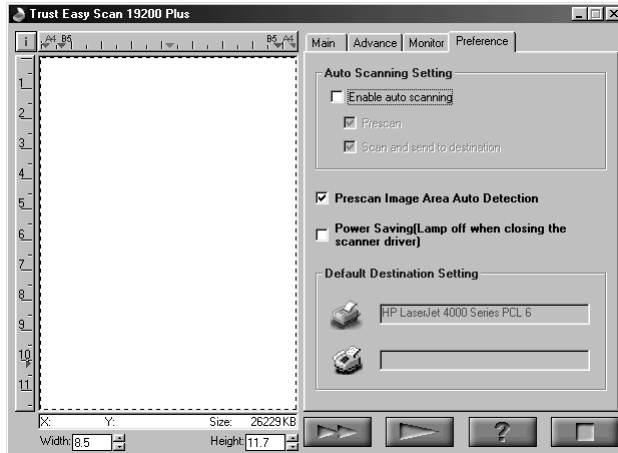 Trust Easy Scan 19200 Plus
i
A4 B5 B5 A4
Main Advance Monitor Preference
1
2
3
4
5
6
7
8
9
10
11
Auto Scanning Setting
Enable auto scanning
Prescan
Scan and send to destination
Prescan Image Area Auto Detection
Power Saving(Lamp off when closing the
scanner driver)
Default Destination Setting
HP LaserJet 4000 Series PCL 6
X: Y: Size: 26229 KB
Width: 8.5 Height: 11.7
?